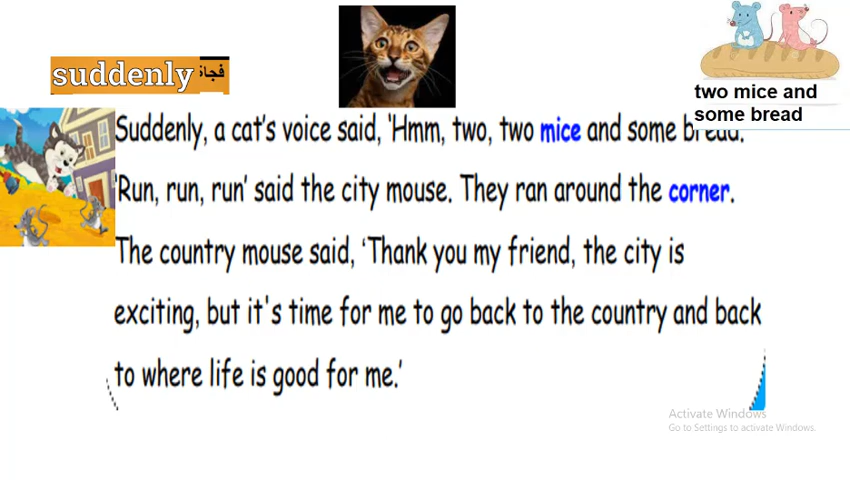 suddenly فجاة
two mice and
some bread
Suddenly, a cat's voice said, 'Hmm, two, two mice and some bread.
'Run, run, run' said the city mouse. They ran around the corner.
The country mouse said, 'Thank you my friend, the city is
exciting, but it's time for me to go back to the country and back
to where life is good for me.'
Activate Windows
Go to Settings to activate Windows.